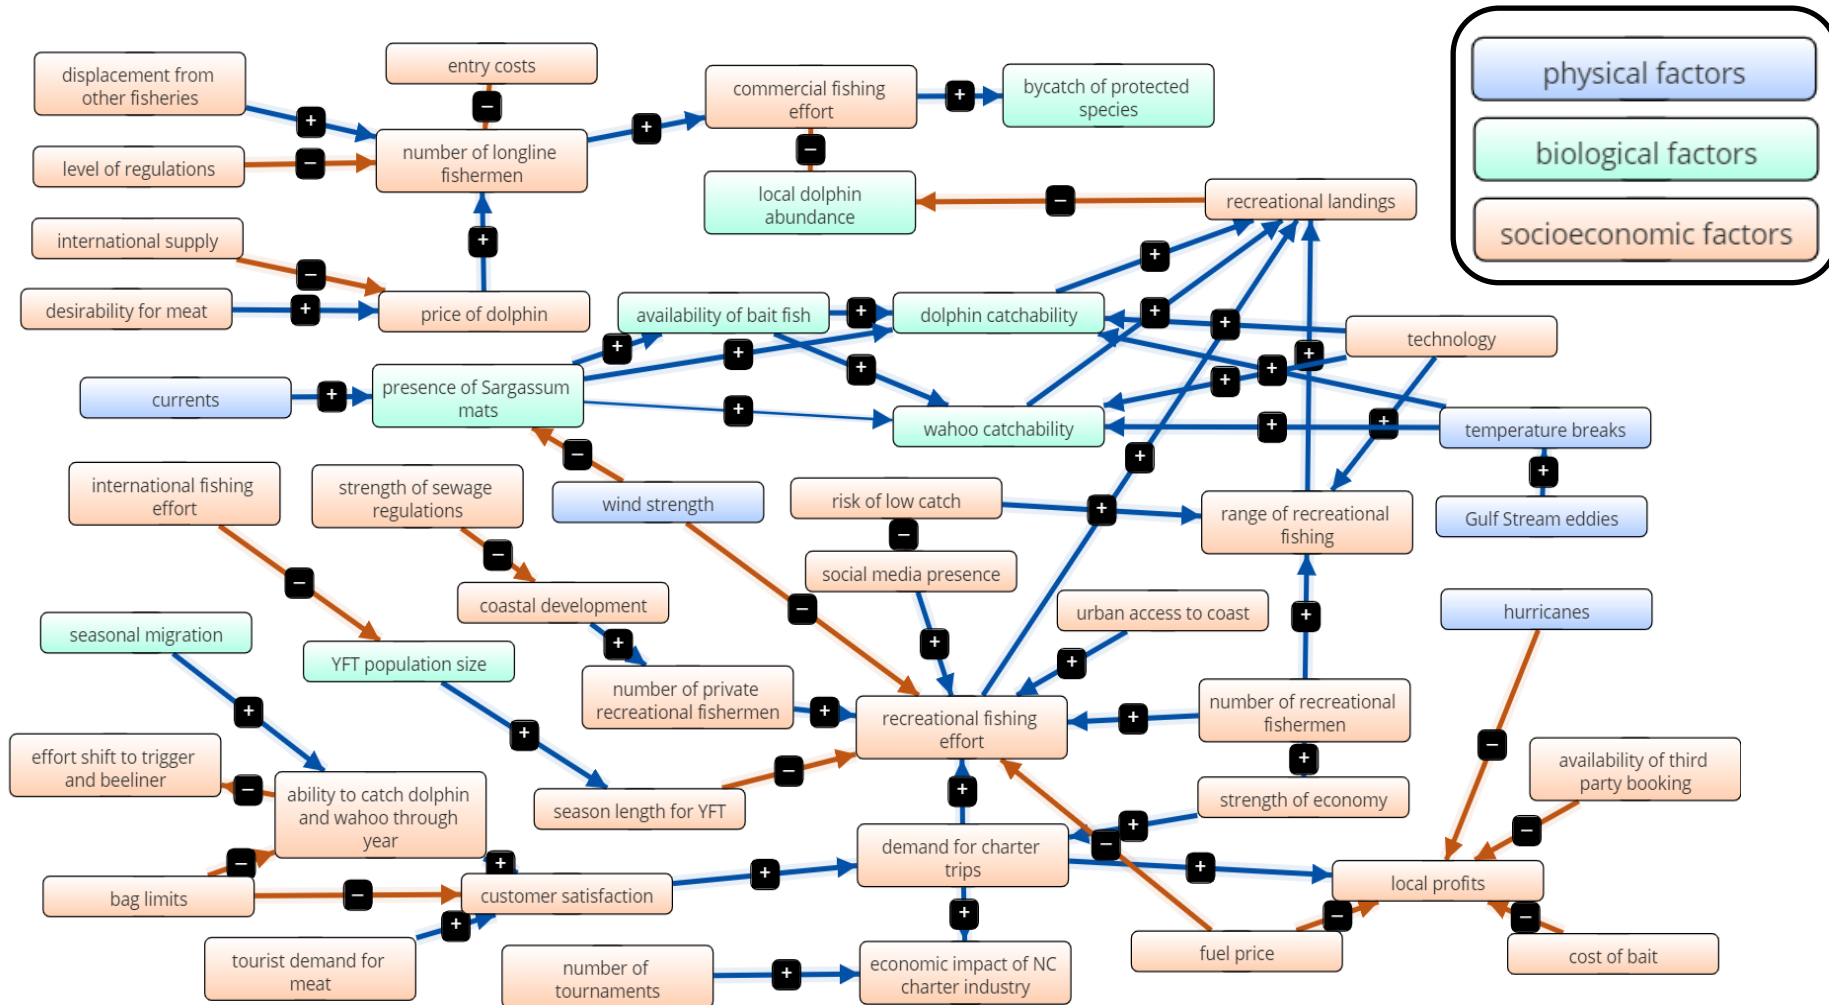 displacement from
other fisheries
entry costs
commercial fishing
effort
bycatch of protected
species
physical factors
biological factors
socioeconomic factors
+
−
+
+
−
level of regulations
−
number of longline
fishermen
local dolphin
abundance
−
recreational landings
international supply
−
+
+
desirability for meat
+
price of dolphin
availability of bait fish
+
dolphin catchability
+
+
technology
+
+
+
+
+
+
currents
+
presence of Sargassum
mats
+
wahoo catchability
+
+
temperature breaks
−
+
+
international fishing
effort
strength of sewage
regulations
wind strength
risk of low catch
+
range of recreational
fishing
Gulf Stream eddies
−
−
social media presence
−
coastal development
−
urban access to coast
+
hurricanes
seasonal migration
+
+
YFT population size
+
number of private
recreational fishermen
+
recreational fishing
effort
+
number of recreational
fishermen
+
+
−
effort shift to trigger
and beeliner
−
ability to catch dolphin
and wahoo through
year
season length for YFT
−
+
+
strength of economy
availability of third
party booking
−
+
−
demand for charter
trips
+
−
+
bag limits
−
customer satisfaction
+
local profits
+
+
−
−
tourist demand for
meat
number of
tournaments
+
economic impact of NC
charter industry
fuel price
cost of bait